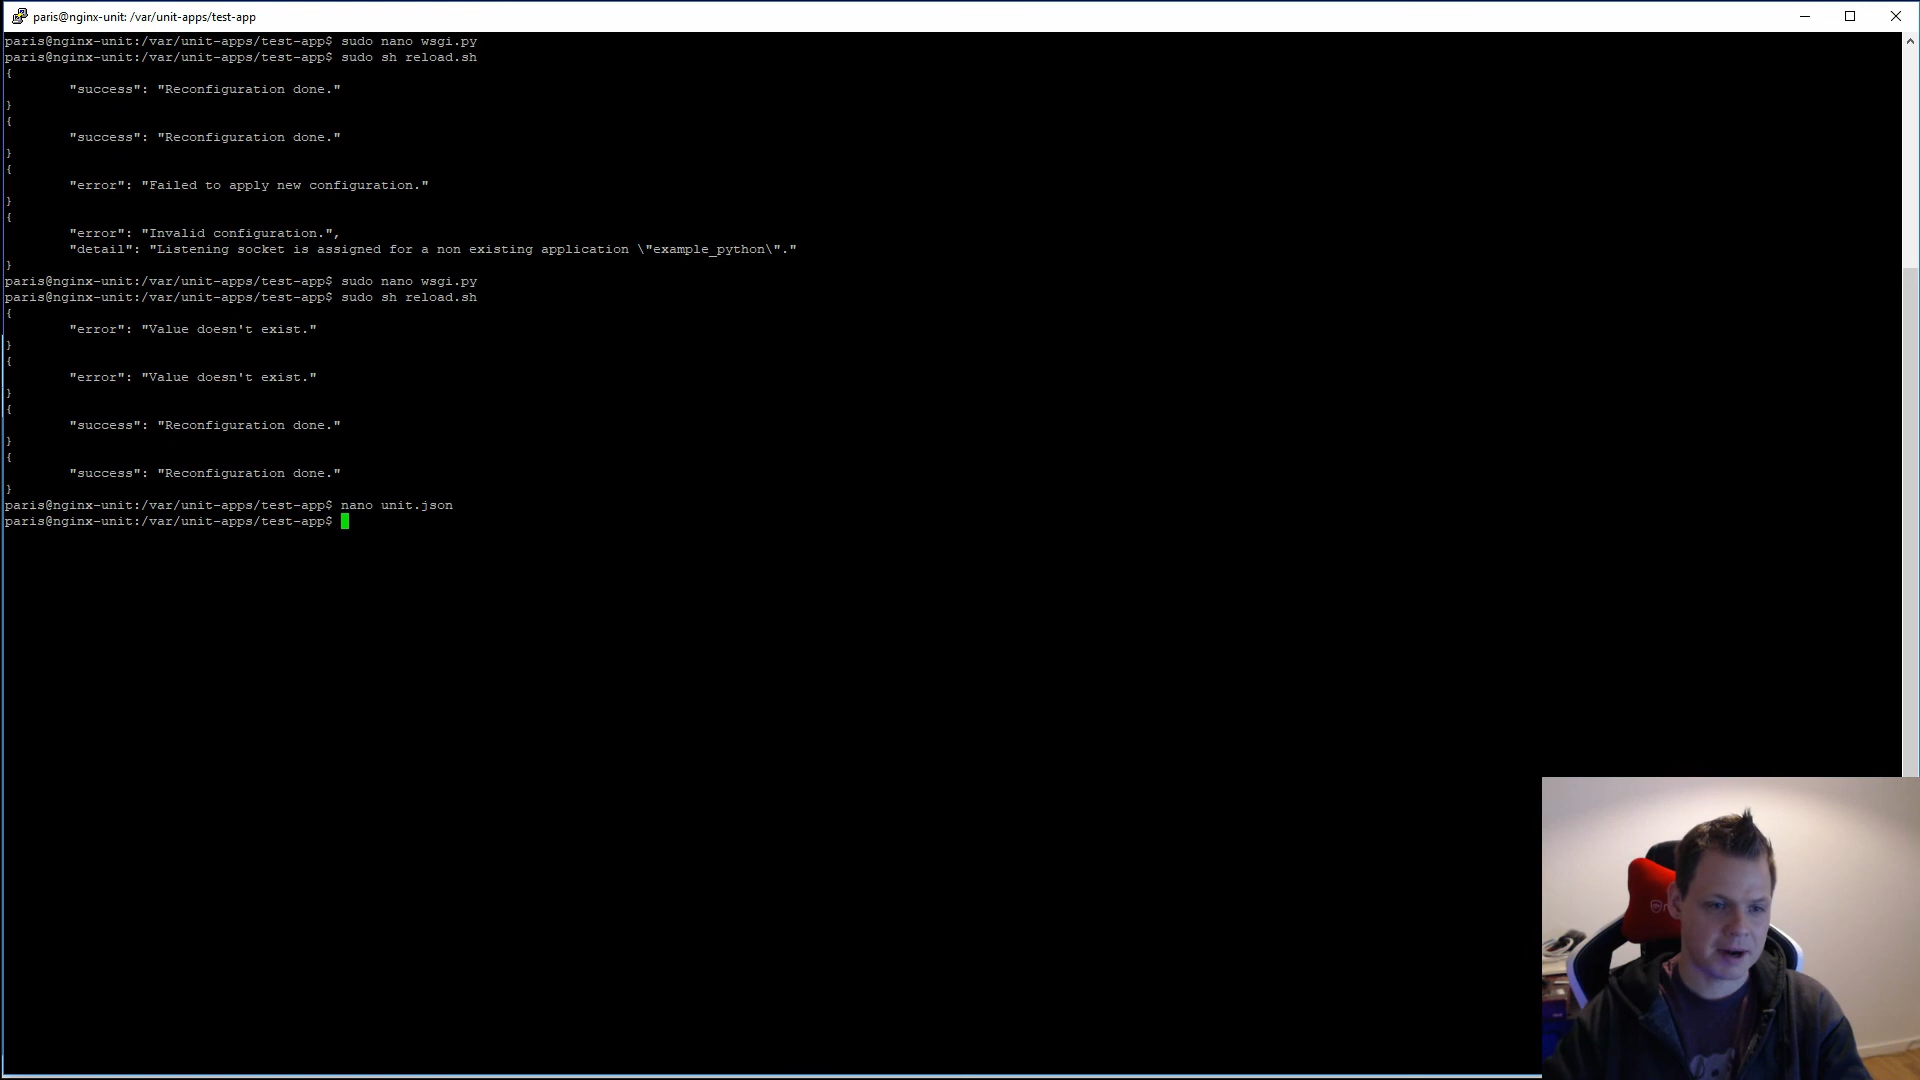 paris@nginx-unit: /var/unit-apps/test-app
paris@nginx-unit:/var/unit-apps/test-app$ sudo nano wsgi.py
paris@nginx-unit:/var/unit-apps/test-app$ sudo sh reload.sh
{
"success": "Reconfiguration done."
}
{
"success": "Reconfiguration done."
}
{
"error": "Failed to apply new configuration."
}
{
"error": "Invalid configuration.",
"detail": "Listening socket is assigned for a non existing application \"example_python\"."
}
paris@nginx-unit:/var/unit-apps/test-app$ sudo nano wsgi.py
paris@nginx-unit:/var/unit-apps/test-app$ sudo sh reload.sh
{
"error": "Value doesn't exist."
}
{
"error": "Value doesn't exist."
}
{
"success": "Reconfiguration done."
}
{
"success": "Reconfiguration done."
}
paris@nginx-unit:/var/unit-apps/test-app$ nano unit.json
paris@nginx-unit:/var/unit-apps/test-app$